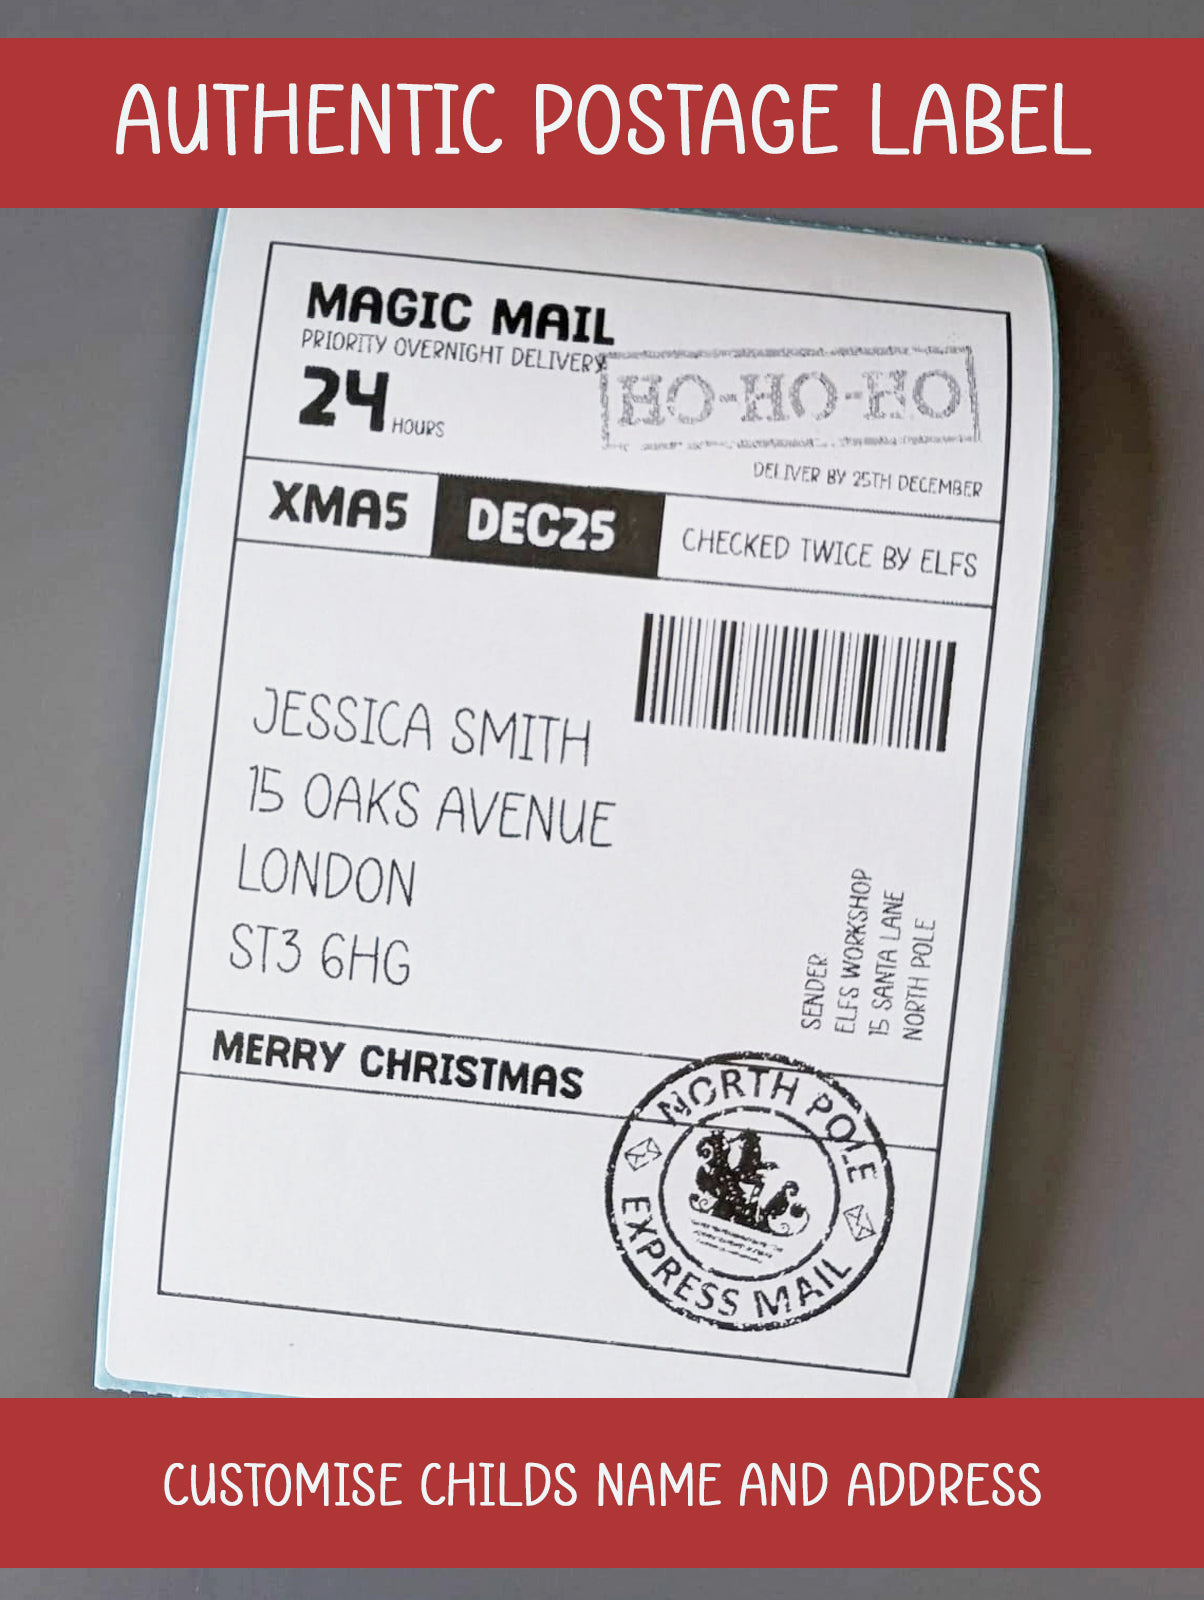 AUTHENTIC POSTAGE LABEL
MAGIC MAIL
PRIORITY OVERNIGHT DELIVERY
24 HOURS
HO-HO-HO
DELIVER BY 25TH DECEMBER
XMAS DEC25 CHECKED TWICE BY ELFS
JESSICA SMITH
15 OAKS AVENUE
LONDON
ST3 6HG
SENDER
ELFS WORKSHOP
15 SANTA LANE
NORTH POLE
MERRY CHRISTMAS
NORTH POLE
EXPRESS MAIL
CUSTOMISE CHILDS NAME AND ADDRESS